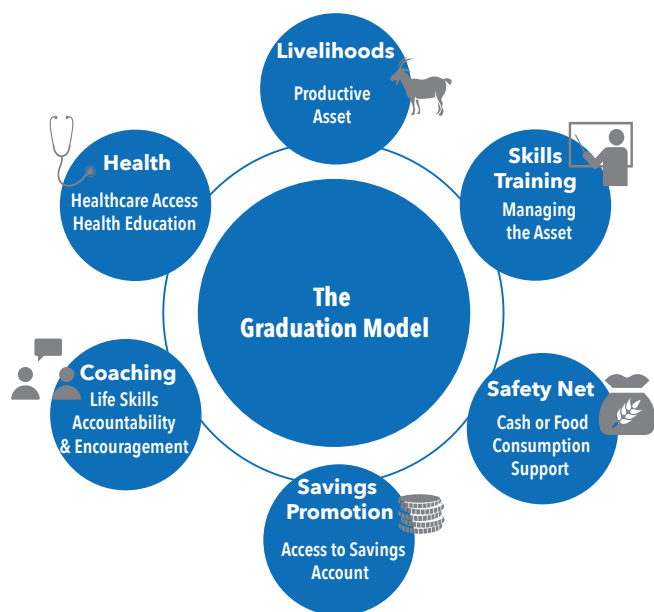 Livelihoods
Productive
Asset
Skills
Training
Managing
the Asset
Safety Net
Cash or Food
Consumption
Support
Savings
Promotion
Access to Savings
Account
Coaching
Life Skills
Accountability
& Encouragement
Health
Healthcare Access
Health Education
The
Graduation Model